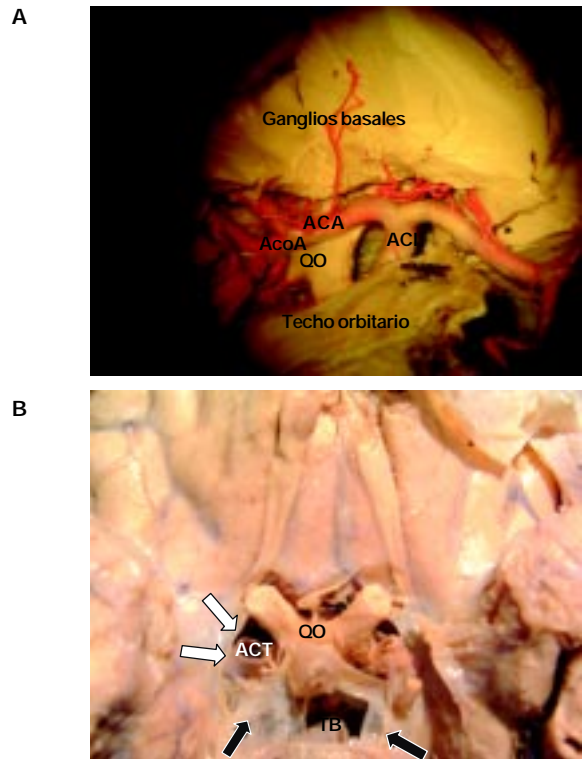 A
Ganglios basales
ACA
AcoA
ACI
QO
Techo orbitario
B
QO
ACT
TB